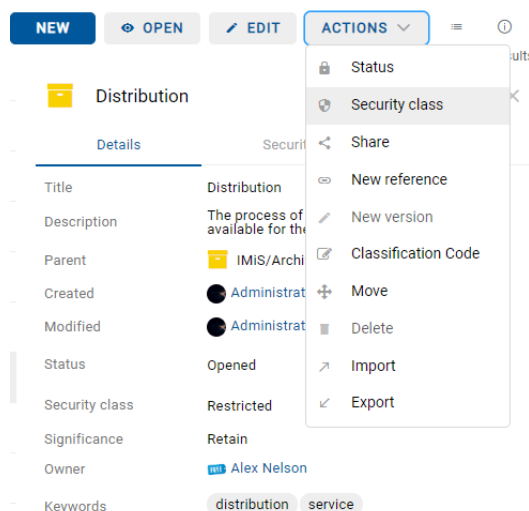 NEW OPEN EDIT ACTIONS
sults
Status
Distribution
Security class
Details Securit
Share
Title Distribution
New reference
Description The process of
available for the
New version
Parent IMiS/Archi
Classification Code
Created Administrat
Move
Modified Administrat
Delete
Status Opened
Import
Security class Restricted
Export
Significance Retain
Owner Alex Nelson
Keywords distribution service